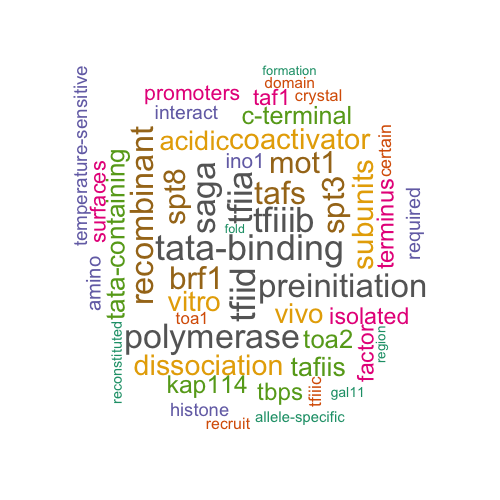 formation
domain
promoters
taf1
crystal
temperature-sensitive
interact
c-terminal
acidic
coactivator
certain
surfaces
tata-containing
recombinant
spt8
saga
ino1
mot1
tfiia
tafs
spt3
subunits
terminus
required
fold
tfiiib
tata-binding
amino
brf1
tfiid
preinitiation
vitro
toa1
vivo
isolated
reconstituted
polymerase
toa2
factor
region
dissociation
tafiis
kap114
tbps
tfiiic
gal11
histone
recruit
allele-specific